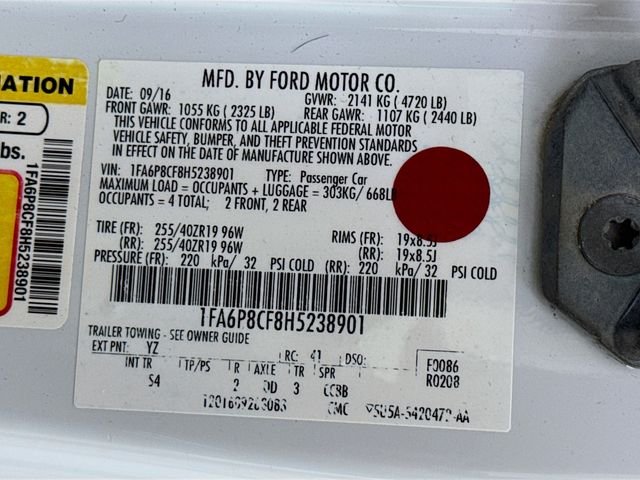 MATION
R: 2
bs.
1FA6P8CF8H5238901
MFD. BY FORD MOTOR CO.
DATE: 09/16 GVWR: 2141 KG ( 4720 LB)
FRONT GAWR: 1055 KG ( 2325 LB) REAR GAWR: 1107 KG ( 2440 LB)
THIS VEHICLE CONFORMS TO ALL APPLICABLE FEDERAL MOTOR
VEHICLE SAFETY, BUMPER, AND THEFT PREVENTION STANDARDS
IN EFFECT ON THE DATE OF MANUFACTURE SHOWN ABOVE.
VIN: 1FA6P8CF8H5238901 TYPE: Passenger Car
MAXIMUM LOAD = OCCUPANTS + LUGGAGE = 303KG/ 668L
OCCUPANTS = 4 TOTAL; 2 FRONT, 2 REAR
TIRE (FR): 255/40ZR19 96W RIMS (FR): 19x8.5J
(RR): 255/40ZR19 96W (RR): 19x8.5J
PRESSURE (FR): 220 kPa/ 32 PSI COLD (RR): 220 kPa/ 32 PSI COLD
1FA6P8CF8H5238901
TRAILER TOWING - SEE OWNER GUIDE
EXT PNT: YZ RC: 41 DSO: F0086
INT TR TP/PS R AXLE TR SPR R0208
S4 2 3